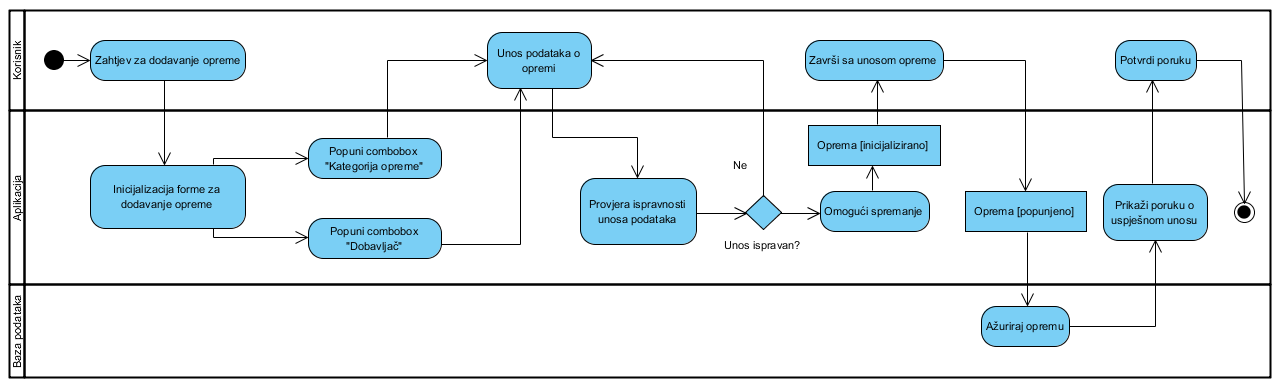 Korisnik
Zahtjev za dodavanje opreme
Unos podataka o
opremi
Završi sa unosom opreme
Potvrdi poruku
Aplikacija
Inicijalizacija forme za
dodavanje opreme
Popuni combobox
"Kategorija opreme"
Popuni combobox
"Dobavljač"
Provjera ispravnosti
unosa podataka
Ne
Unos ispravan?
Oprema [inicijalizirano]
Omogući spremanje
Oprema [popunjeno]
Prikaži poruku o
uspješnom unosu
Baza podataka
Ažuriraj opremu